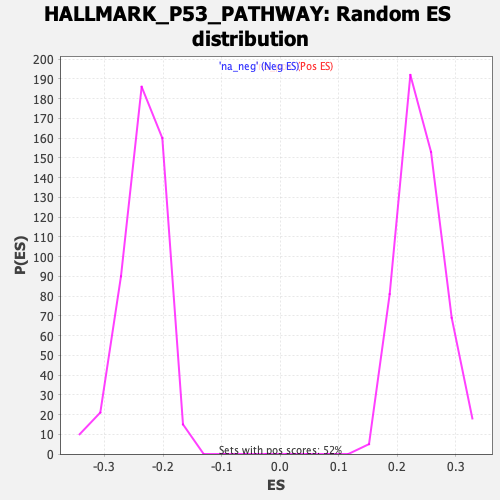 HALLMARK_P53_PATHWAY: Random ES
distribution
'na_neg' (Neg ES)
(Pos ES)
200
190
180
170
160
150
140
130
120
110
100
90
80
70
60
50
40
30
20
10
0
P(ES)
Sets with pos scores: 52%
-0.3 -0.2 -0.1 0.0 0.1 0.2 0.3
ES